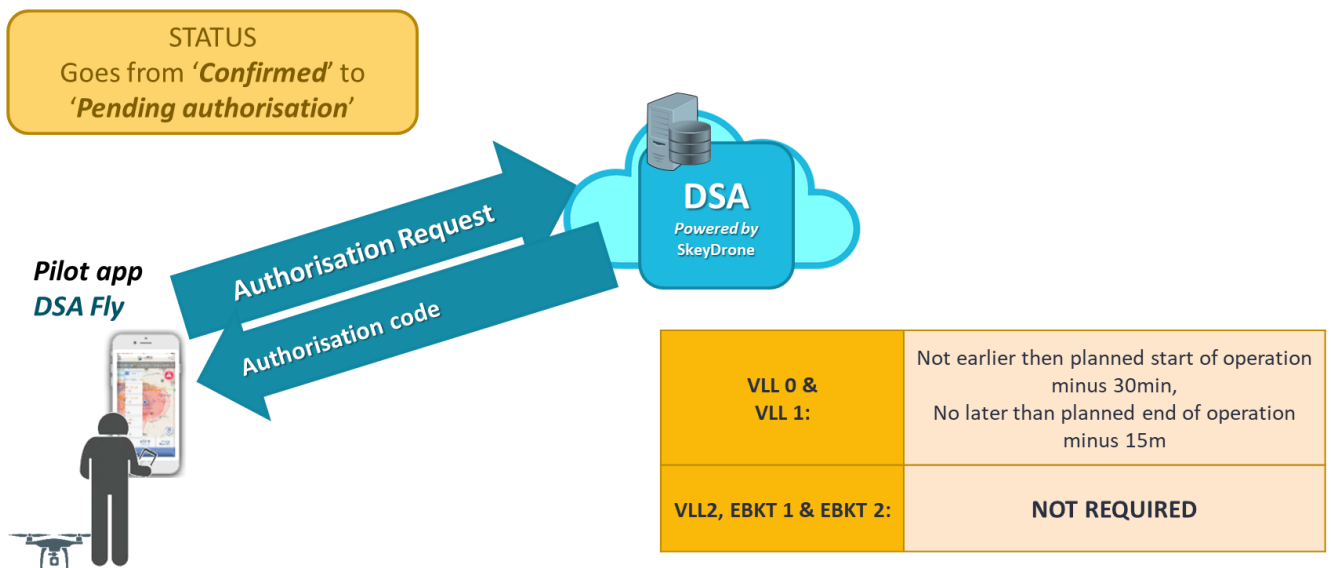 STATUS
Goes from ‘Confirmed’ to
‘Pending authorisation’
DSA
Powered by
SkeyDrone
Authorisation Request
Authorisation code
Pilot app
DSA Fly
VLL 0 &
VLL 1:
Not earlier then planned start of operation
minus 30min,
No later than planned end of operation
minus 15m
VLL2, EBKT 1 & EBKT 2:
NOT REQUIRED